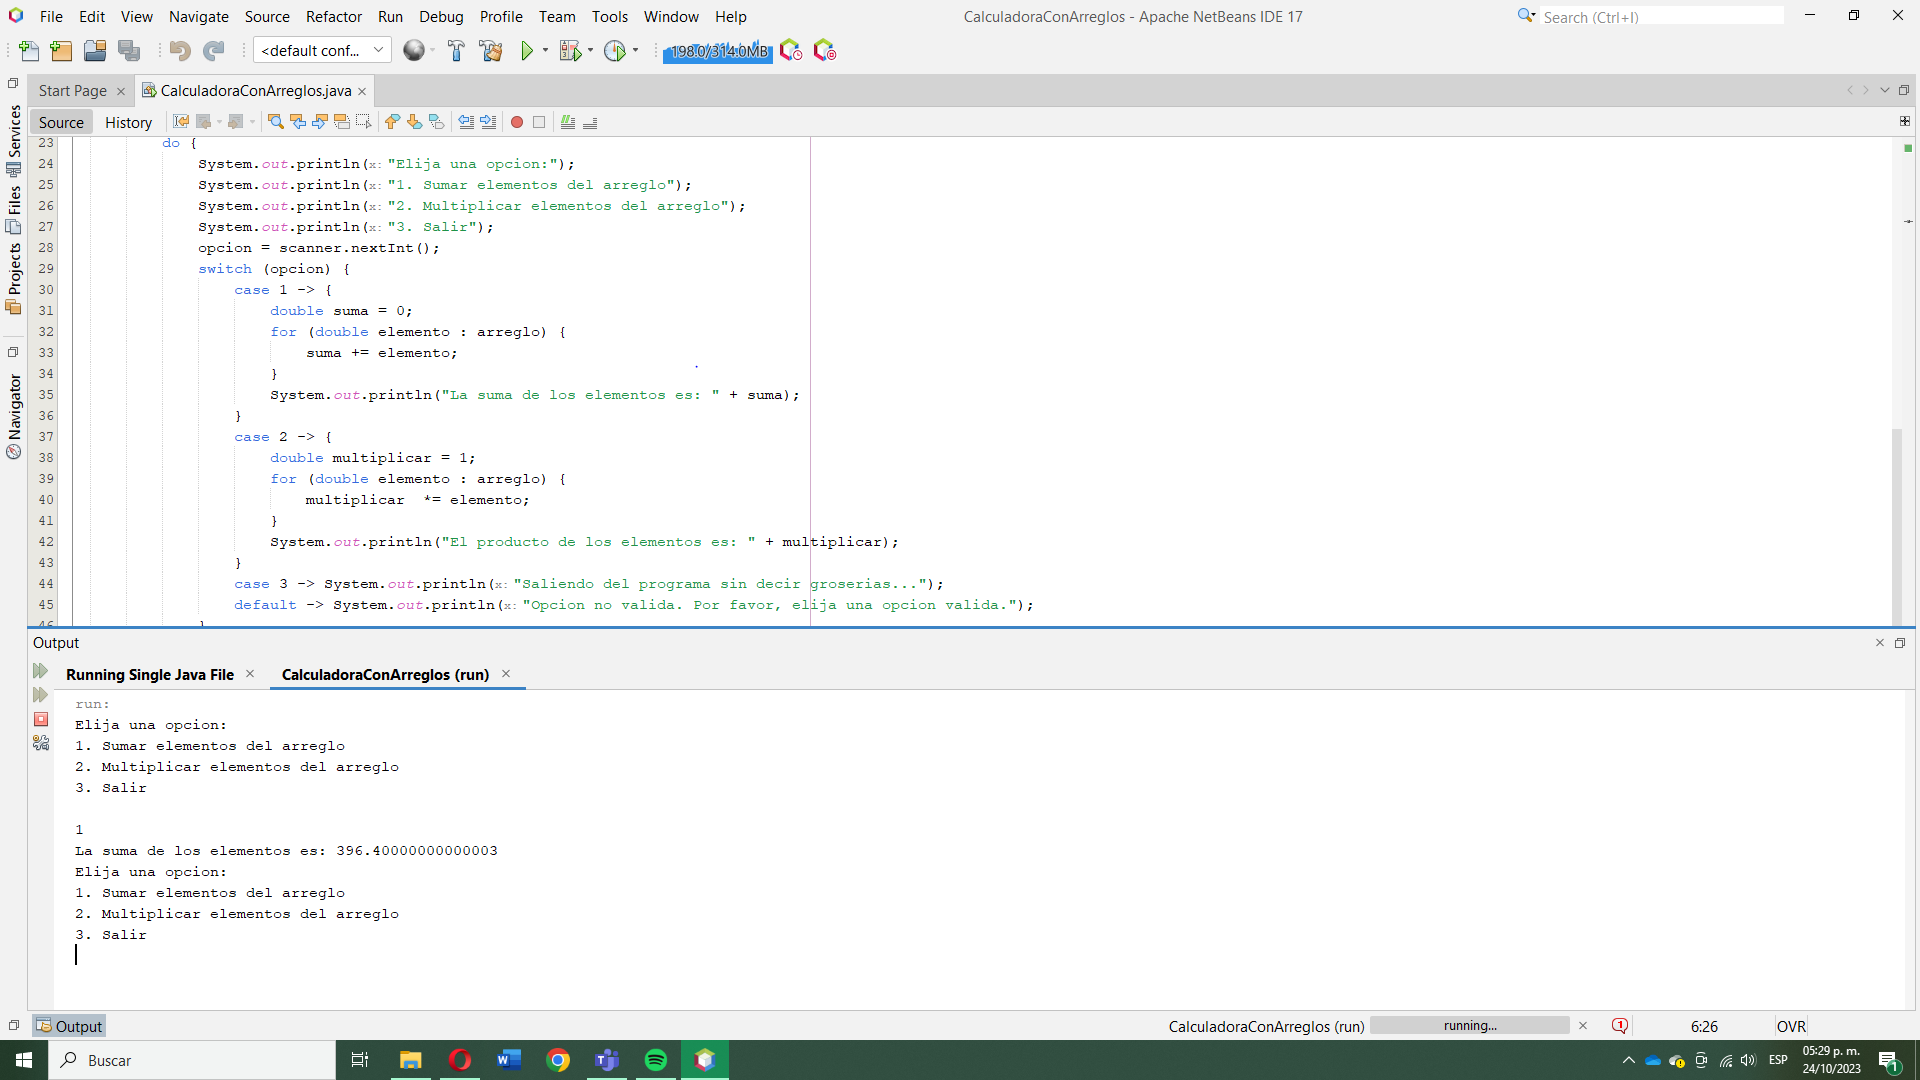 File Edit View Navigate Source Refactor Run Debug Profile Team Tools Window Help
CalculadoraConArreglos - Apache NetBeans IDE 17
Search (Ctrl+I)
<default conf...
198.0/314.0MB
Start Page
CalculadoraConArreglos.java
Source History
Services
Files
Projects
Navigator
23 do {
24 System.out.println(x: "Elija una opcion:");
25 System.out.println(x: "1. Sumar elementos del arreglo");
26 System.out.println(x: "2. Multiplicar elementos del arreglo");
27 System.out.println(x: "3. Salir");
28 opcion = scanner.nextInt();
29 switch (opcion) {
30 case 1 -> {
31 double suma = 0;
32 for (double elemento : arreglo) {
33 suma += elemento;
34 }
35 System.out.println("La suma de los elementos es: " + suma);
36 }
37 case 2 -> {
38 double multiplicar = 1;
39 for (double elemento : arreglo) {
40 multiplicar  *= elemento;
41 }
42 System.out.println("El producto de los elementos es: " + multiplicar);
43 }
44 case 3 -> System.out.println(x: "Saliendo del programa sin decir groserias...");
45 default -> System.out.println(x: "Opcion no valida. Por favor, elija una opcion valida.");
46 }
Output
Running Single Java File
CalculadoraConArreglos (run)
run:
Elija una opcion:
1. Sumar elementos del arreglo
2. Multiplicar elementos del arreglo
3. Salir
1
La suma de los elementos es: 396.40000000000003
Elija una opcion:
1. Sumar elementos del arreglo
2. Multiplicar elementos del arreglo
3. Salir
Output
CalculadoraConArreglos (run)
running...
1
6:26
OVR
Buscar
ESP
05:29 p. m.
24/10/2023
1